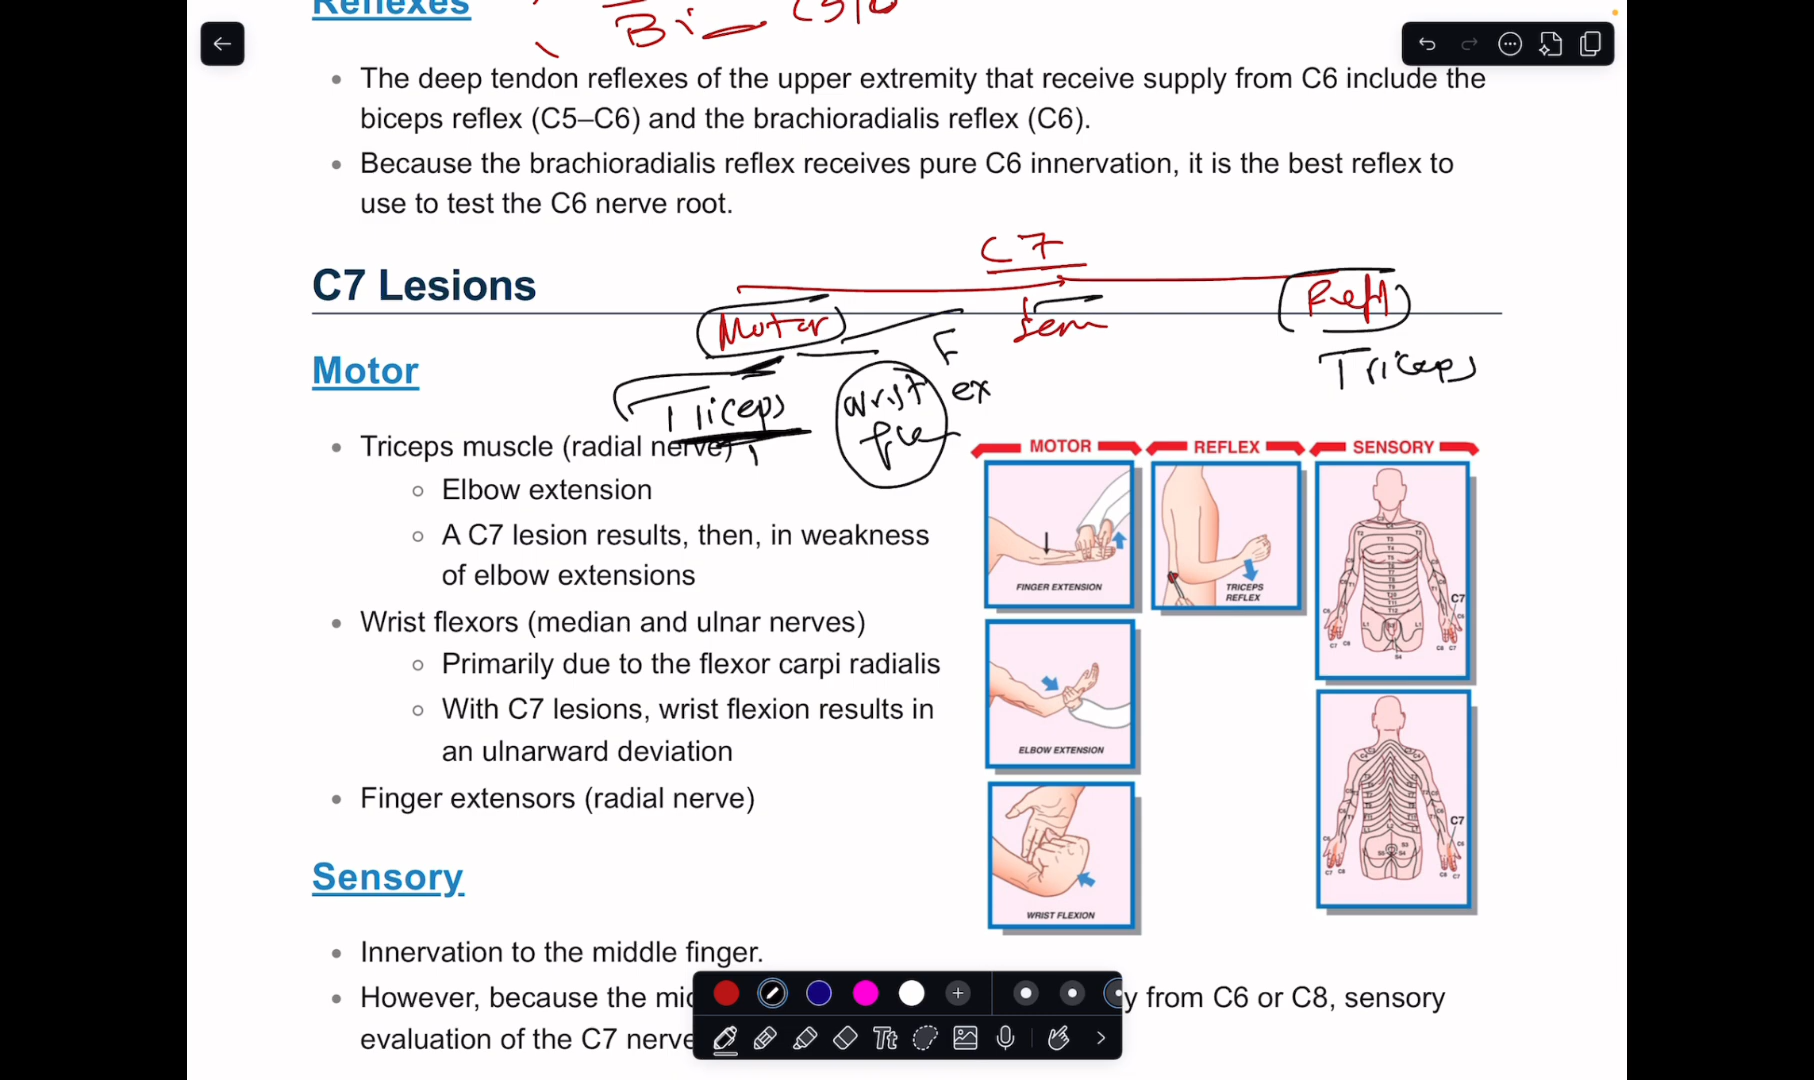 Reflexes
Bi
• The deep tendon reflexes of the upper extremity that receive supply from C6 include the
biceps reflex (C5–C6) and the brachioradialis reflex (C6).
• Because the brachioradialis reflex receives pure C6 innervation, it is the best reflex to
use to test the C6 nerve root.
C7
C7 Lesions
Motor
Refl
Motor
Triceps
Triceps
wrist
F
ex
• Triceps muscle (radial nerve)
○ Elbow extension
○ A C7 lesion results, then, in weakness
of elbow extensions
• Wrist flexors (median and ulnar nerves)
○ Primarily due to the flexor carpi radialis
○ With C7 lesions, wrist flexion results in
an ulnarward deviation
• Finger extensors (radial nerve)
MOTOR
REFLEX
SENSORY
FINGER EXTENSION
TRICEPS
REFLEX
C7
ELBOW EXTENSION
C7
WRIST FLEXION
Sensory
• Innervation to the middle finger.
• However, because the mid
y from C6 or C8, sensory
evaluation of the C7 nerve
Tt